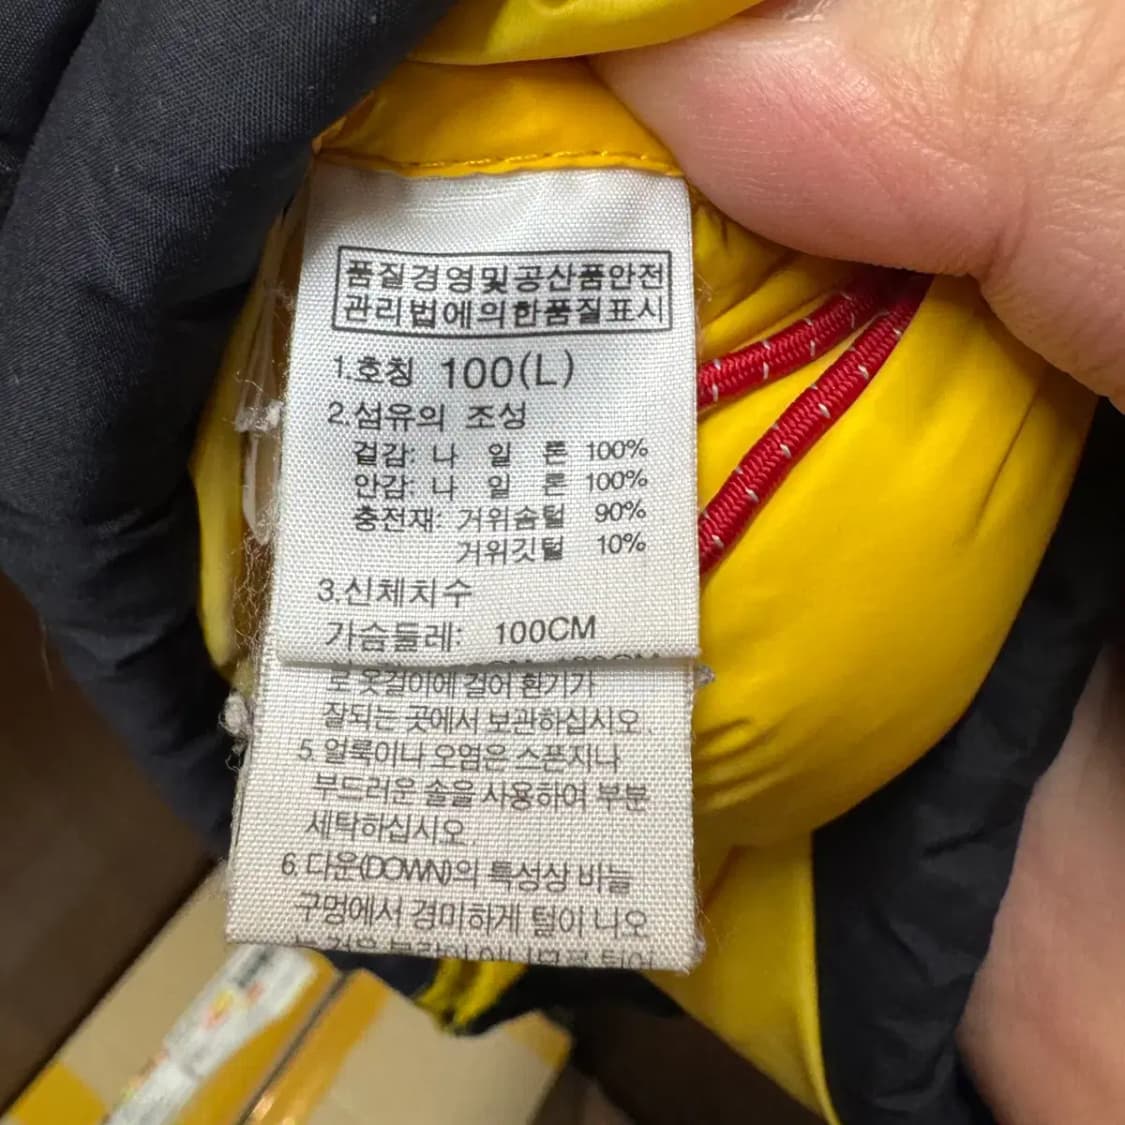 품질경영및공산품안전
관리법에의한품질표시
1.호칭 100(L)
2.섬유의 조성
겉감: 나 일 론 100%
안감: 나 일 론 100%
충전재: 거위솜털 90%
거위깃털 10%
3.신체치수
가슴둘레: 100CM
로 옷걸이에 걸어 환기가
잘되는 곳에서 보관하십시오.
5.얼룩이나 오염은 스폰지나
부드러운 솔을 사용하여 부분
세탁하십시오.
6.다운(DOWN)의 특성상 바늘
구멍에서 경미하게 털이 나오